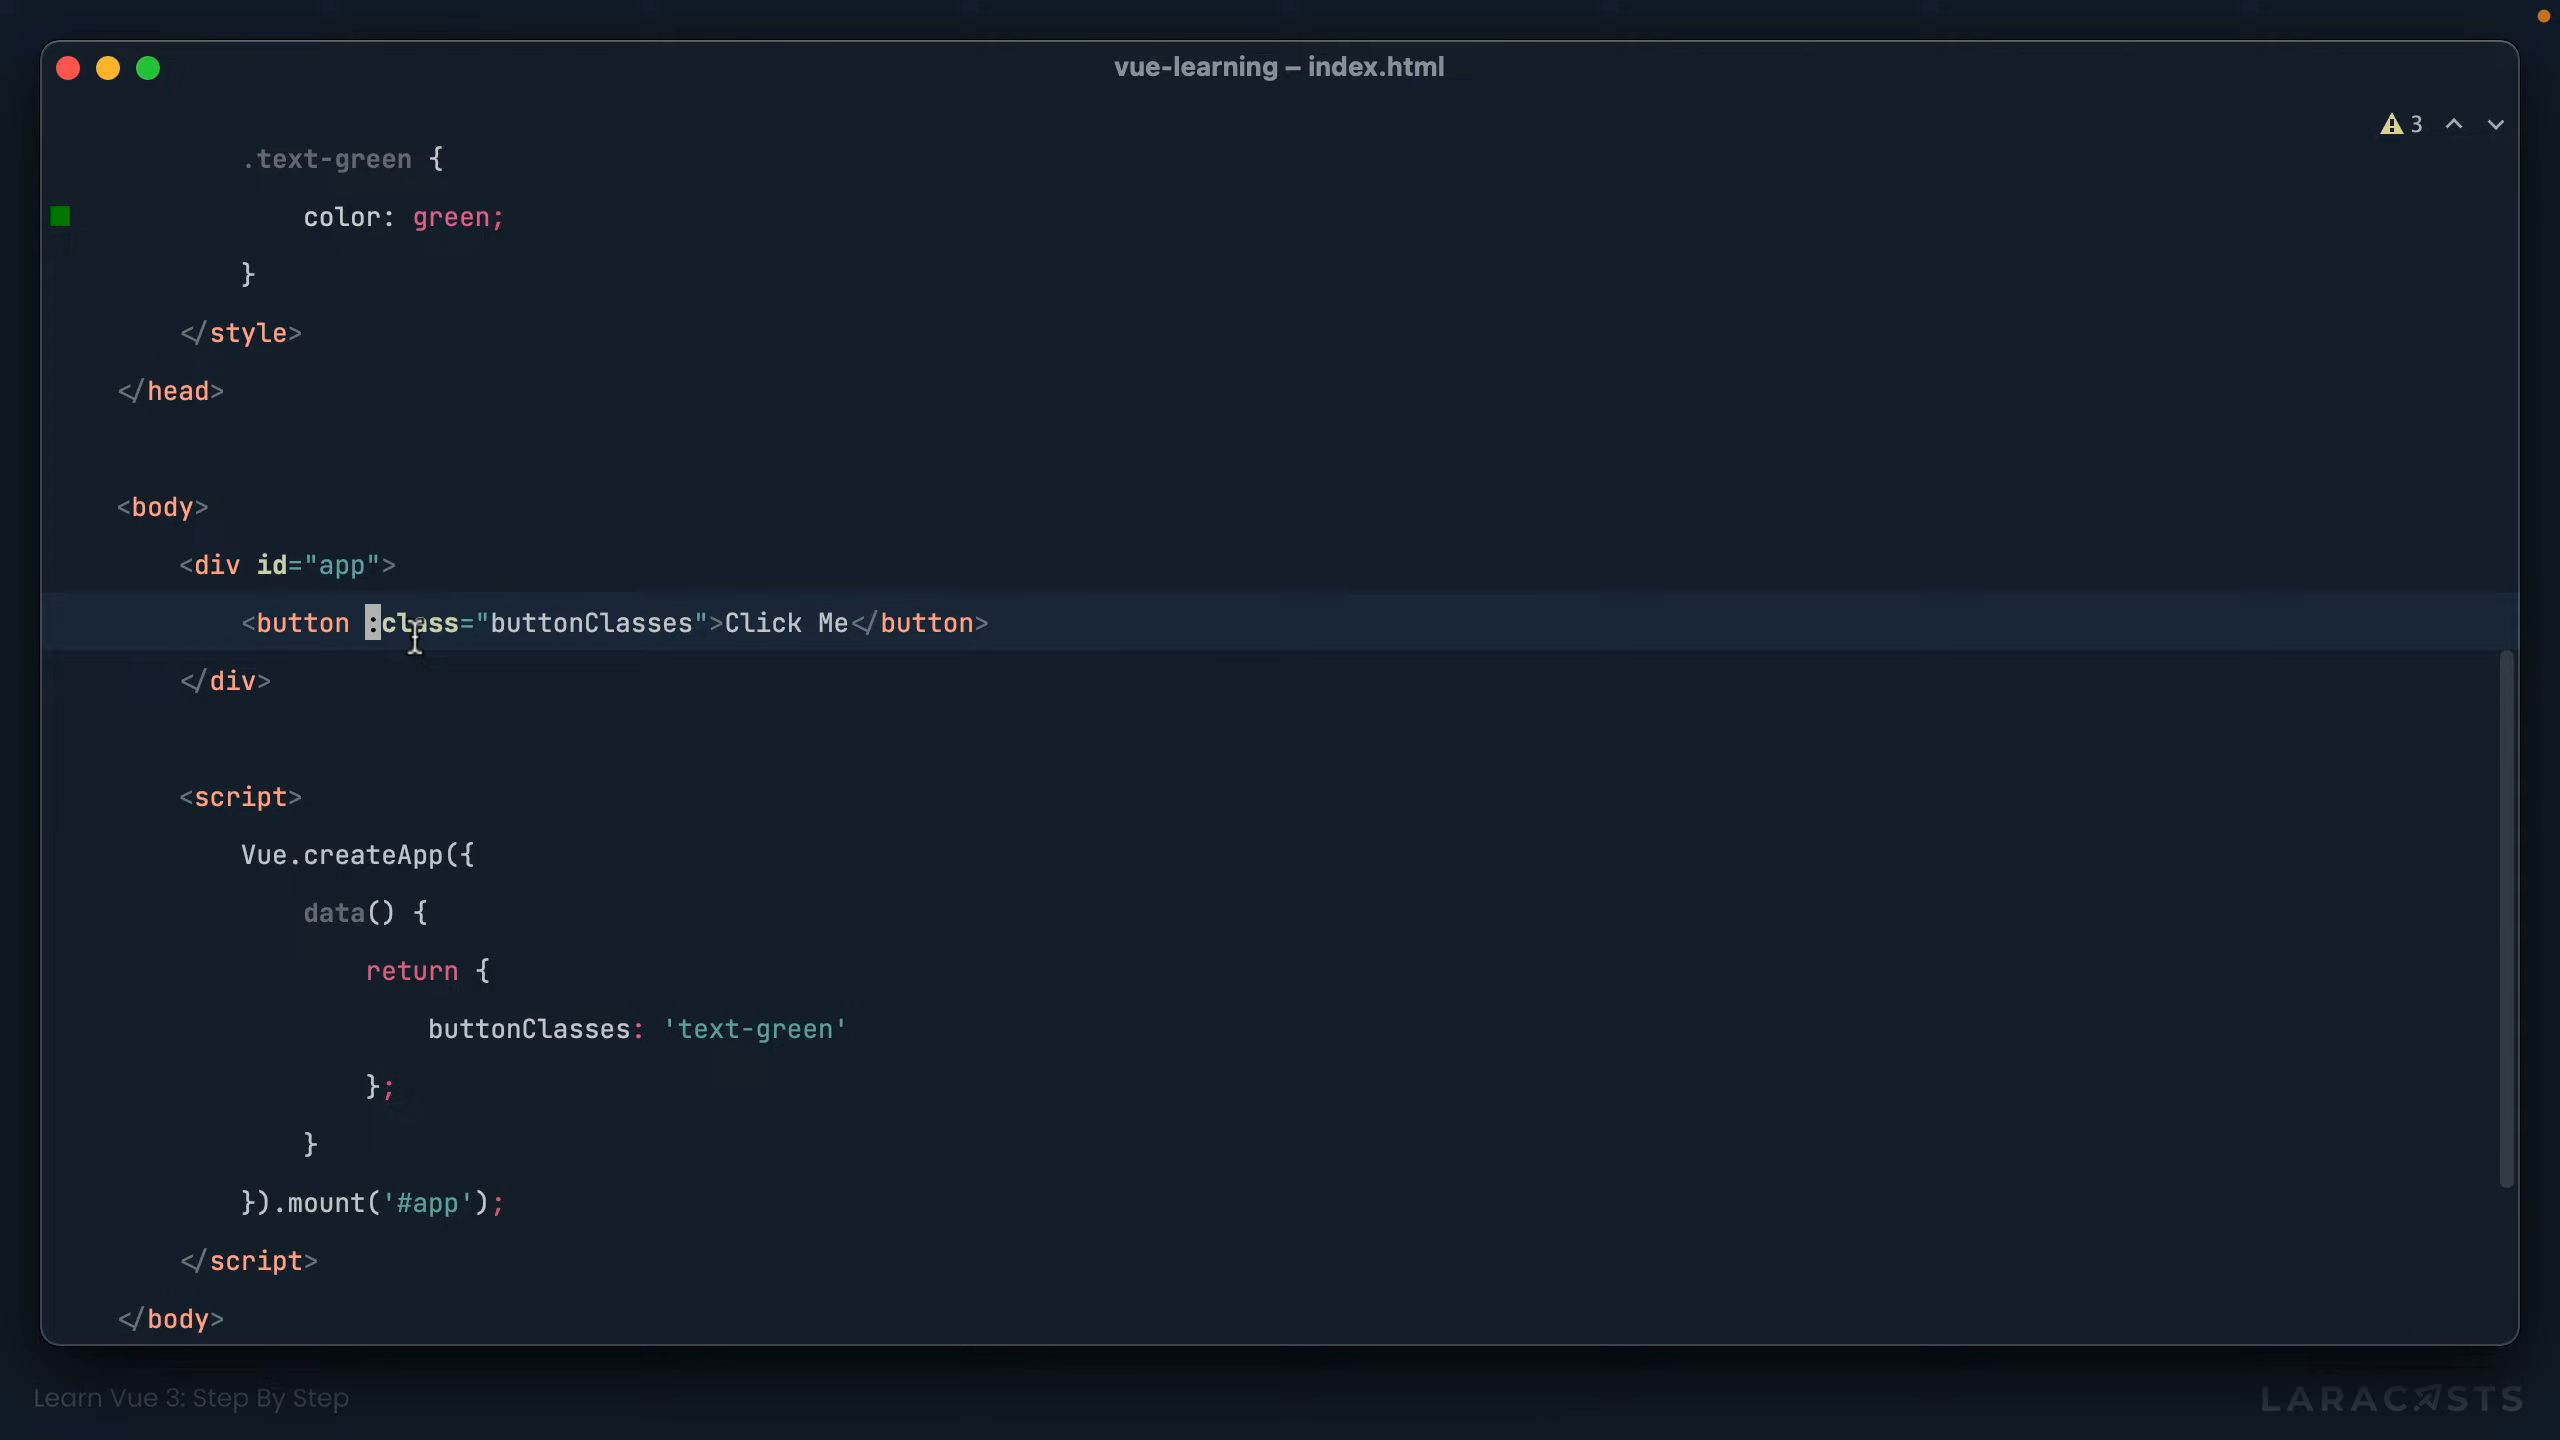 vue-learning – index.html
3
.text-green {
color: green;
}
</style>
</head>
<body>
<div id="app">
<button :class="buttonClasses">Click Me</button>
</div>
<script>
Vue.createApp({
data() {
return {
buttonClasses: 'text-green'
};
}
}).mount('#app');
</script>
</body>
Learn Vue 3: Step By Step
LARACASTS